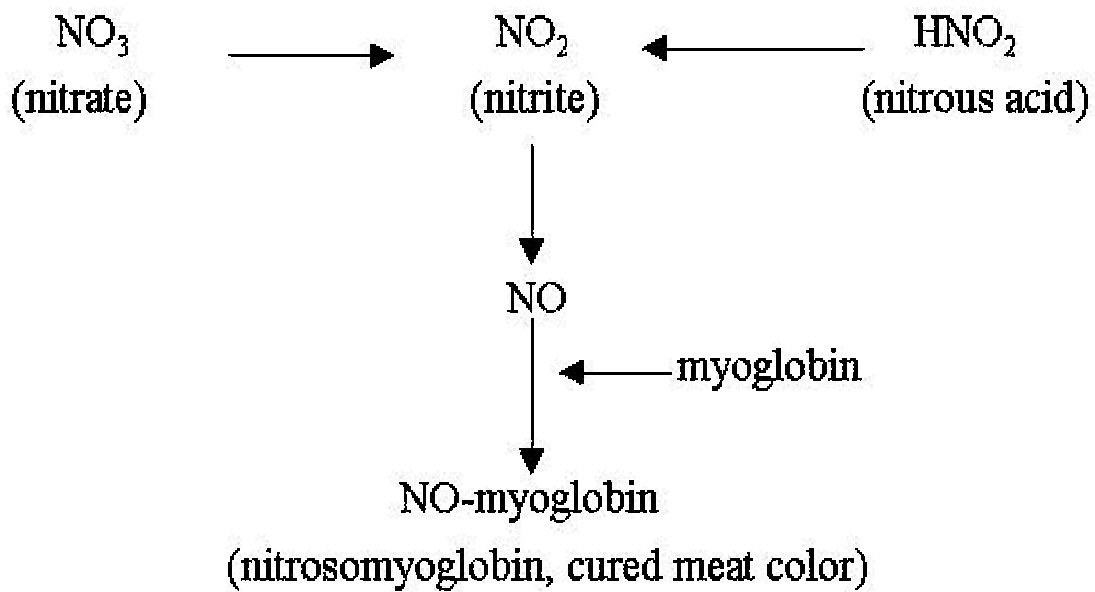 NO₃ NO₂ HNO₂
(nitrate) (nitrite) (nitrous acid)
NO
myoglobin
NO-myoglobin
(nitrosomyoglobin, cured meat color)